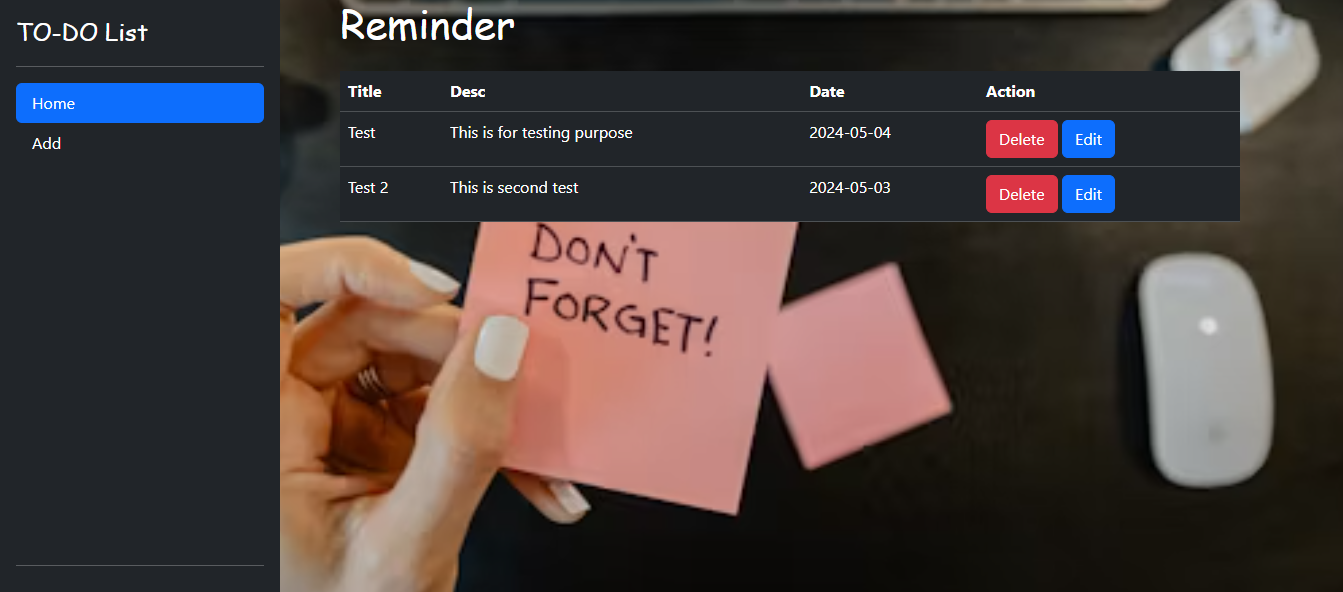 TO-DO List
Home
Add
Reminder
Title Desc Date Action
Test This is for testing purpose 2024-05-04 Delete Edit
Test 2 This is second test 2024-05-03 Delete Edit
DON'T
FORGET!